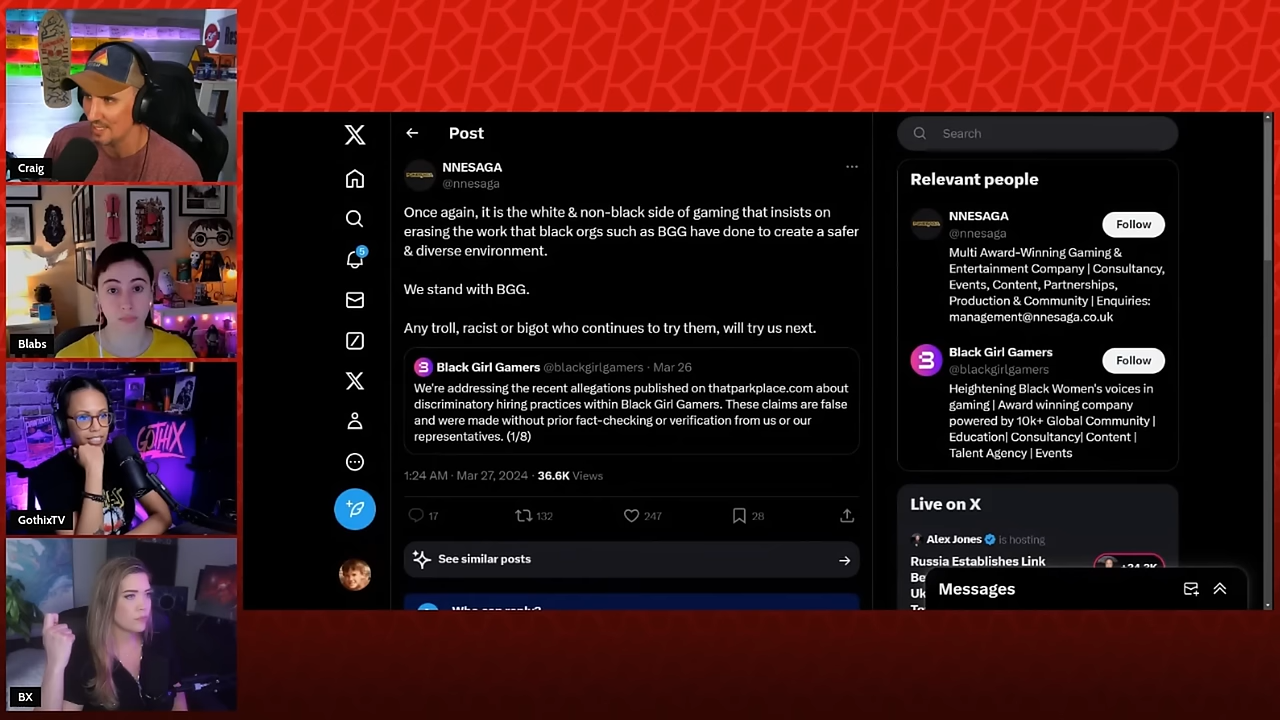 Craig
Blabs
GOTHIX
GothixTV
BX
Post
NNESAGA
@nnesaga
Once again, it is the white & non-black side of gaming that insists on
erasing the work that black orgs such as BGG have done to create a safer
& diverse environment.
We stand with BGG.
Any troll, racist or bigot who continues to try them, will try us next.
Black Girl Gamers @blackgirlgamers · Mar 26
We're addressing the recent allegations published on thatparkplace.com about
discriminatory hiring practices within Black Girl Gamers. These claims are false
and were made without prior fact-checking or verification from us or our
representatives. (1/8)
1:24 AM · Mar 27, 2024 · 36.6K Views
17
132
247
28
See similar posts
Who can reply?
5
Search
Relevant people
NNESAGA
@nnesaga
Follow
Multi Award-Winning Gaming &
Entertainment Company | Consultancy,
Events, Content, Partnerships,
Production & Community | Enquiries:
management@nnesaga.co.uk
Black Girl Gamers
@blackgirlgamers
Follow
Heightening Black Women's voices in
gaming | Award winning company
powered by 10k+ Global Community |
Education| Consultancy| Content |
Talent Agency | Events
Live on X
Alex Jones is hosting
Russia Establishes Link
Messages